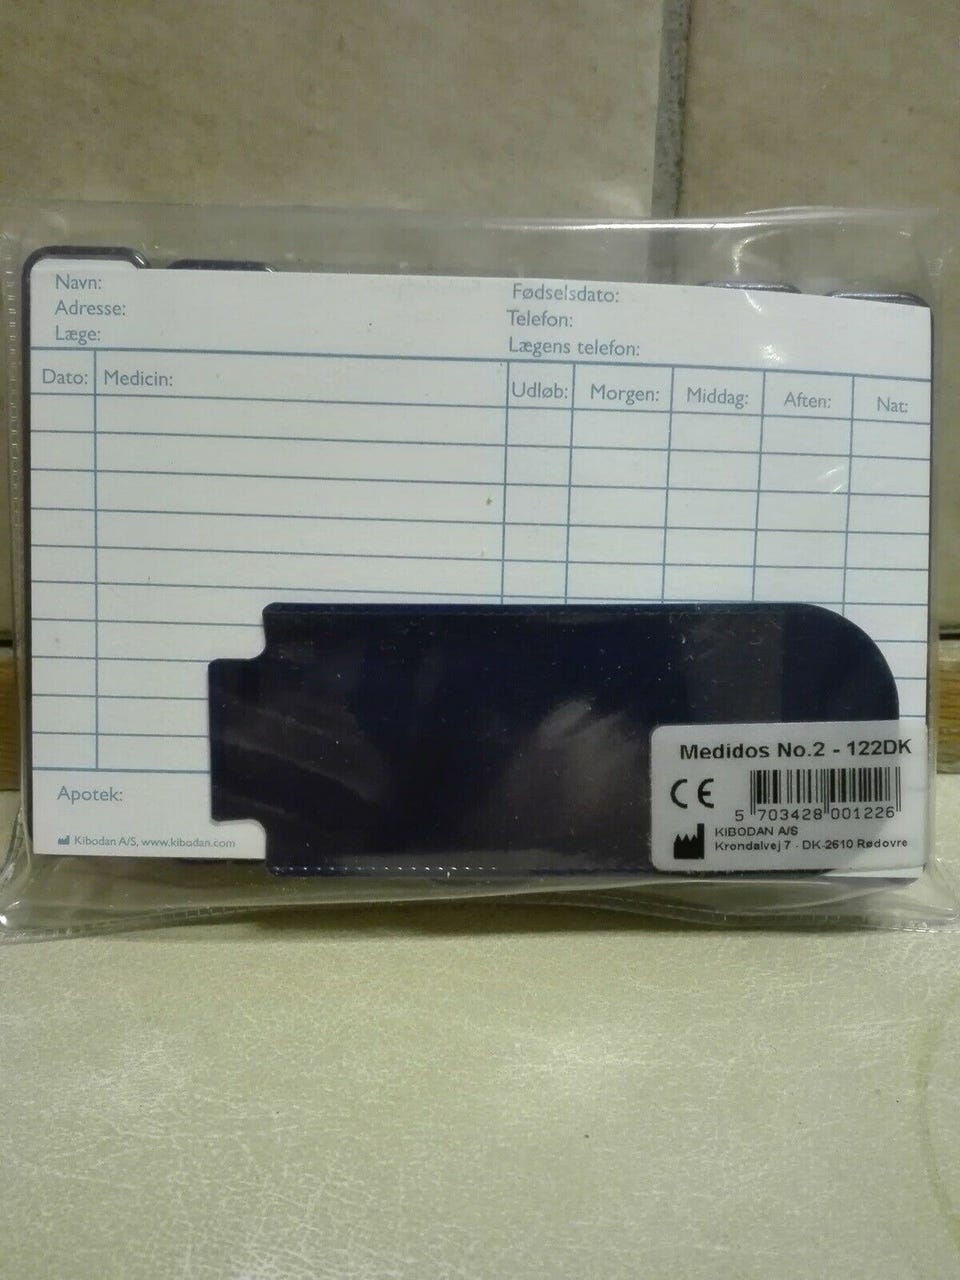 Navn:
Fødselsdato:
Adresse:
Telefon:
Læge:
Lægens telefon:
Dato: Medicin: Udløb: Morgen: Middag: Aften: Nat:
Apotek:
Kibodan A/S, www.kibodan.com
Medidos No.2 - 122DK
CE
5 703428 001226
KIBODAN A/S
Krondalvej 7 - DK-2610 Rødovre